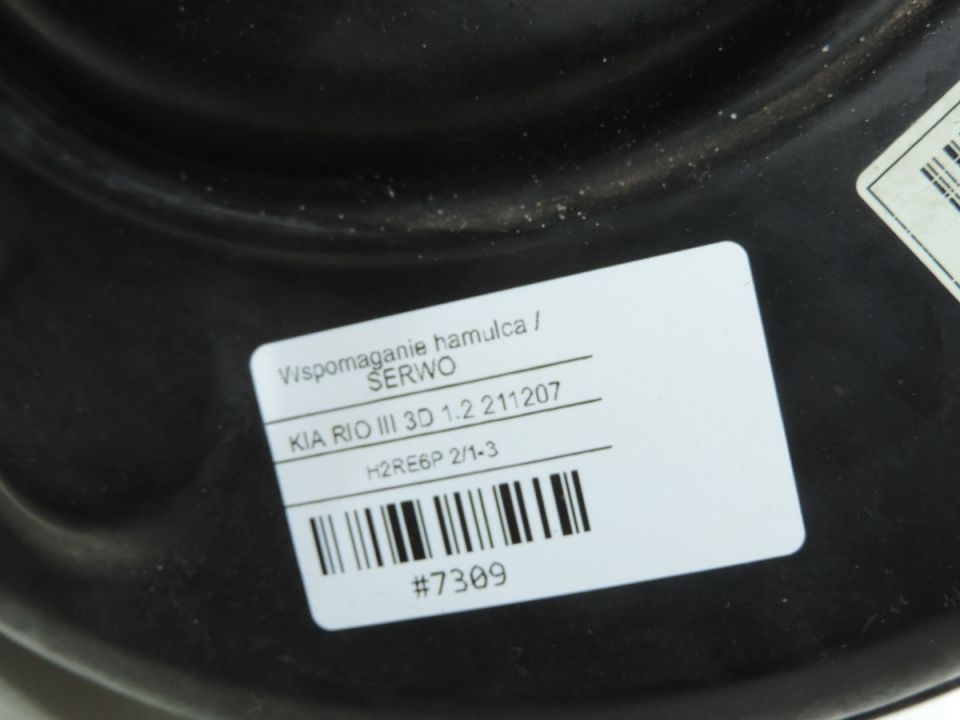 Wspomaganie hamulca /
SERWO
KIA RIO III 3D 1.2 211207
H2RE6P 2/1-3
#7309